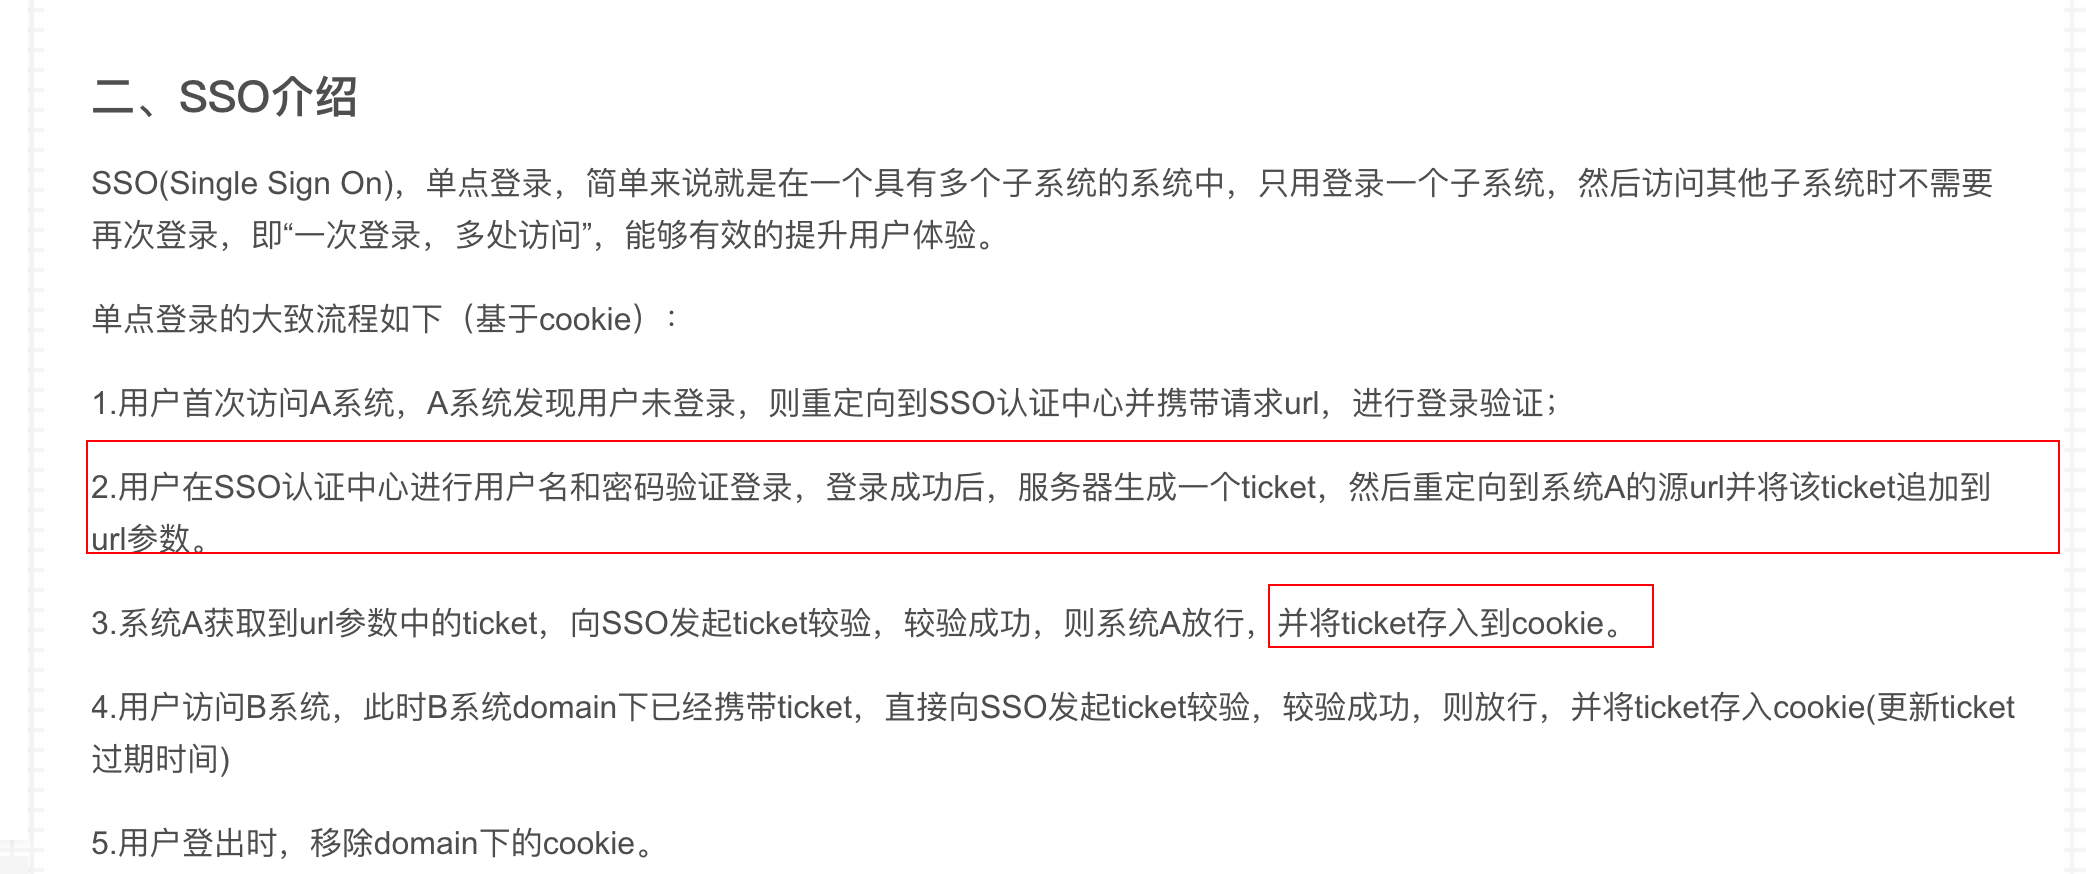 二、SSO介绍
SSO(Single Sign On)，单点登录，简单来说就是在一个具有多个子系统的系统中，只用登录一个子系统，然后访问其他子系统时不需要
再次登录，即“一次登录，多处访问”，能够有效的提升用户体验。
单点登录的大致流程如下（基于cookie）：
1.用户首次访问A系统，A系统发现用户未登录，则重定向到SSO认证中心并携带请求url，进行登录验证；
2.用户在SSO认证中心进行用户名和密码验证登录，登录成功后，服务器生成一个ticket，然后重定向到系统A的源url并将该ticket追加到
url参数。
3.系统A获取到url参数中的ticket，向SSO发起ticket较验，较验成功，则系统A放行，并将ticket存入到cookie。
4.用户访问B系统，此时B系统domain下已经携带ticket，直接向SSO发起ticket较验，较验成功，则放行，并将ticket存入cookie(更新ticket
过期时间)
5.用户登出时，移除domain下的cookie。